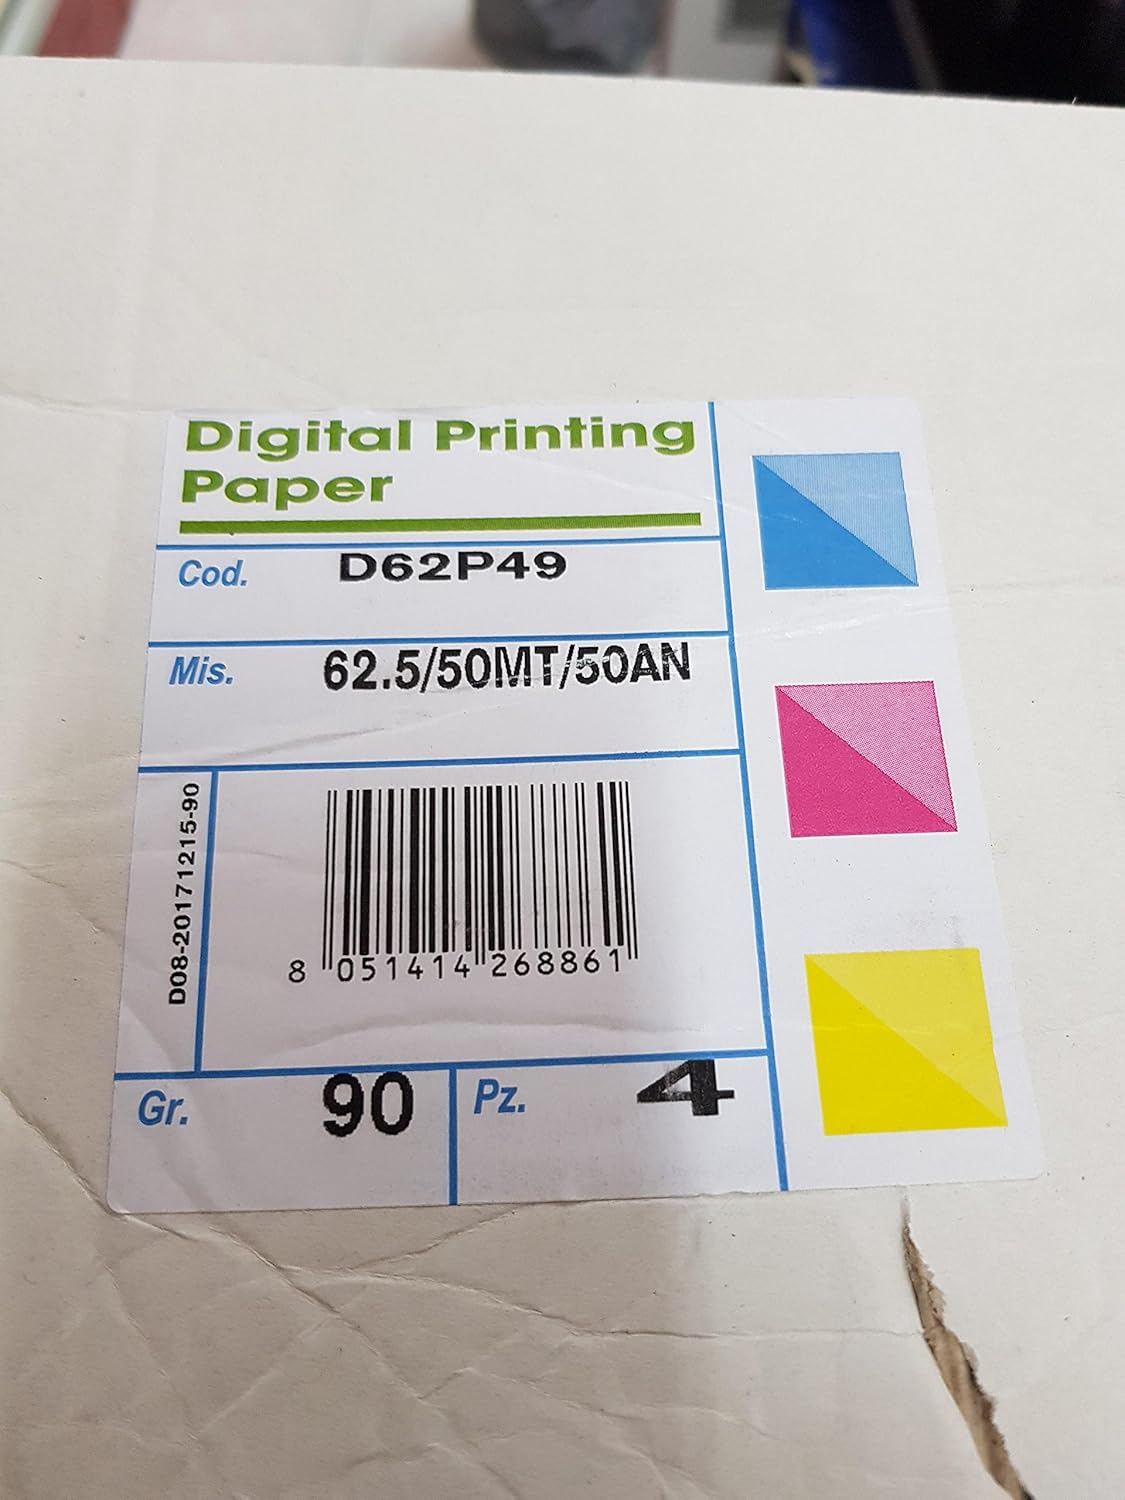 Digital Printing
Paper
Cod. D62P49
Mis. 62.5/50MT/50AN
D08-20171215-90
8 051414 268861
Gr. 90 Pz. 4